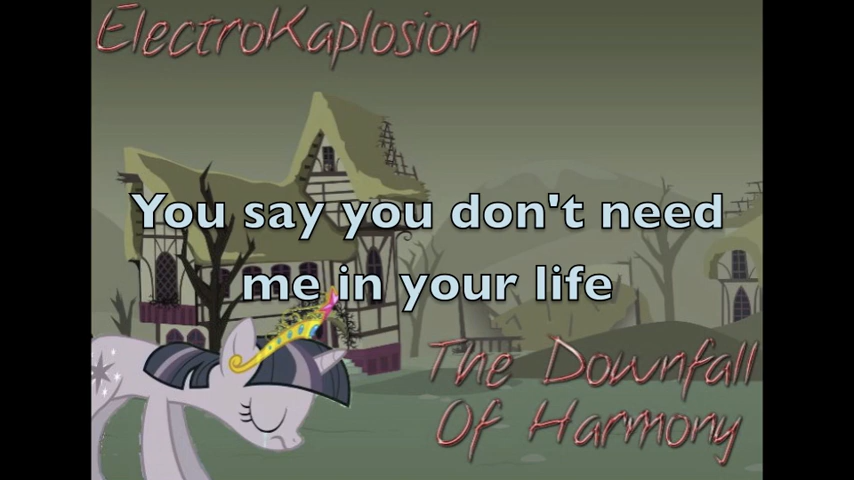 ElectroKaplosion
You say you don't need
me in your life
The Downfall
Of Harmony